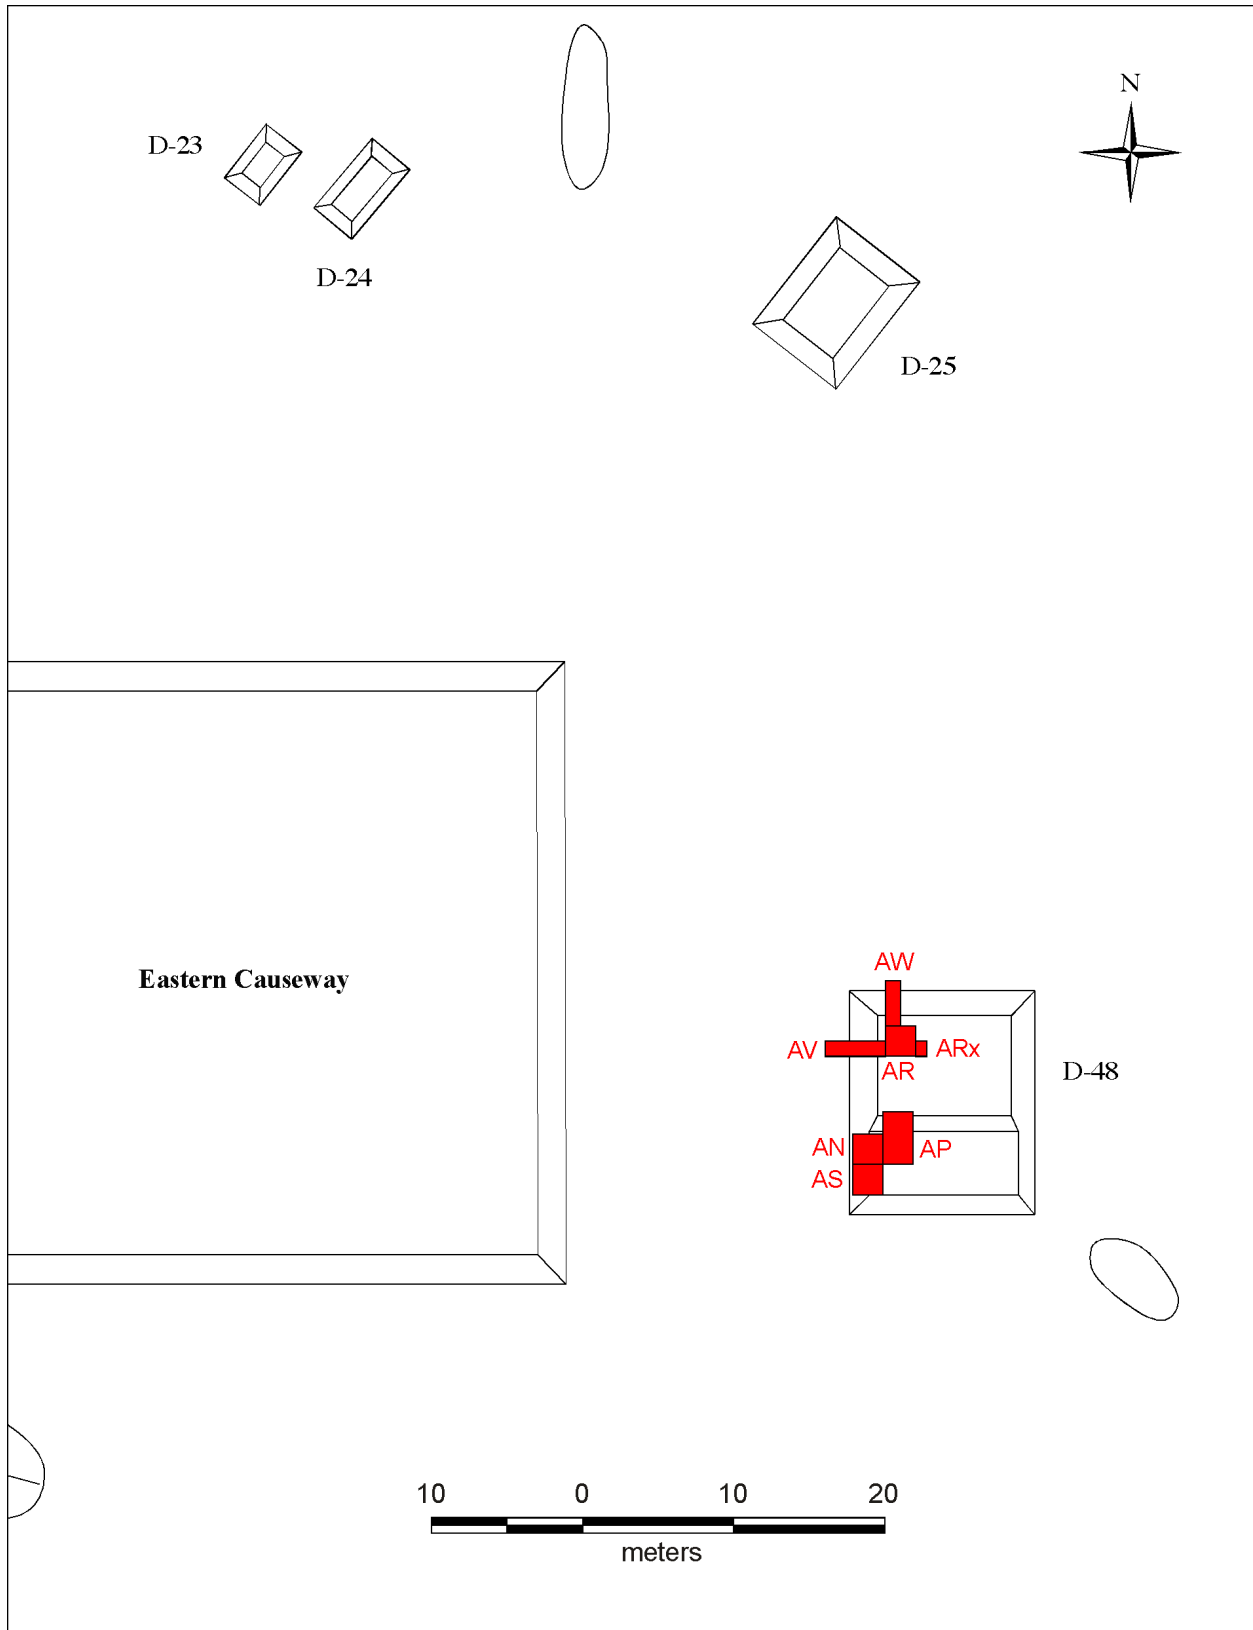 N
D-23
D-24
D-25
Eastern Causeway
AW
AV
ARx
AR
D-48
AN
AP
AS
10 0 10 20
meters